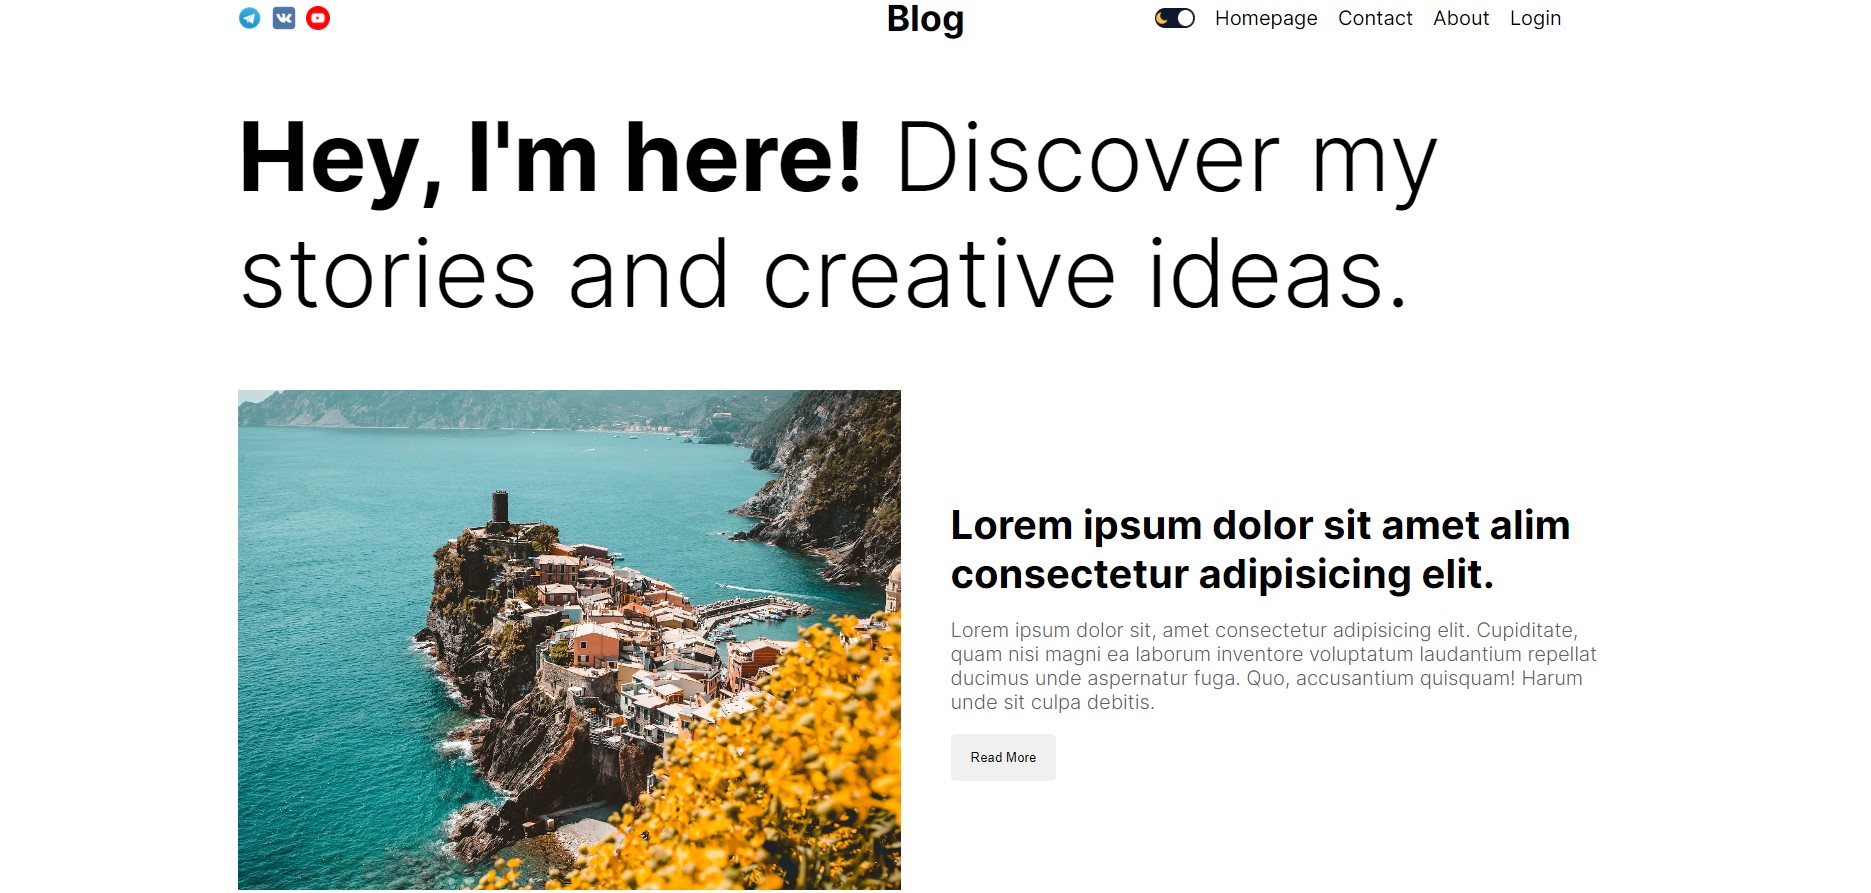 Blog
Homepage Contact About Login
Hey, I'm here! Discover my
stories and creative ideas.
Lorem ipsum dolor sit amet alim
consectetur adipisicing elit.
Lorem ipsum dolor sit, amet consectetur adipisicing elit. Cupiditate,
quam nisi magni ea laborum inventore voluptatum laudantium repellat
ducimus unde aspernatur fuga. Quo, accusantium quisquam! Harum
unde sit culpa debitis.
Read More